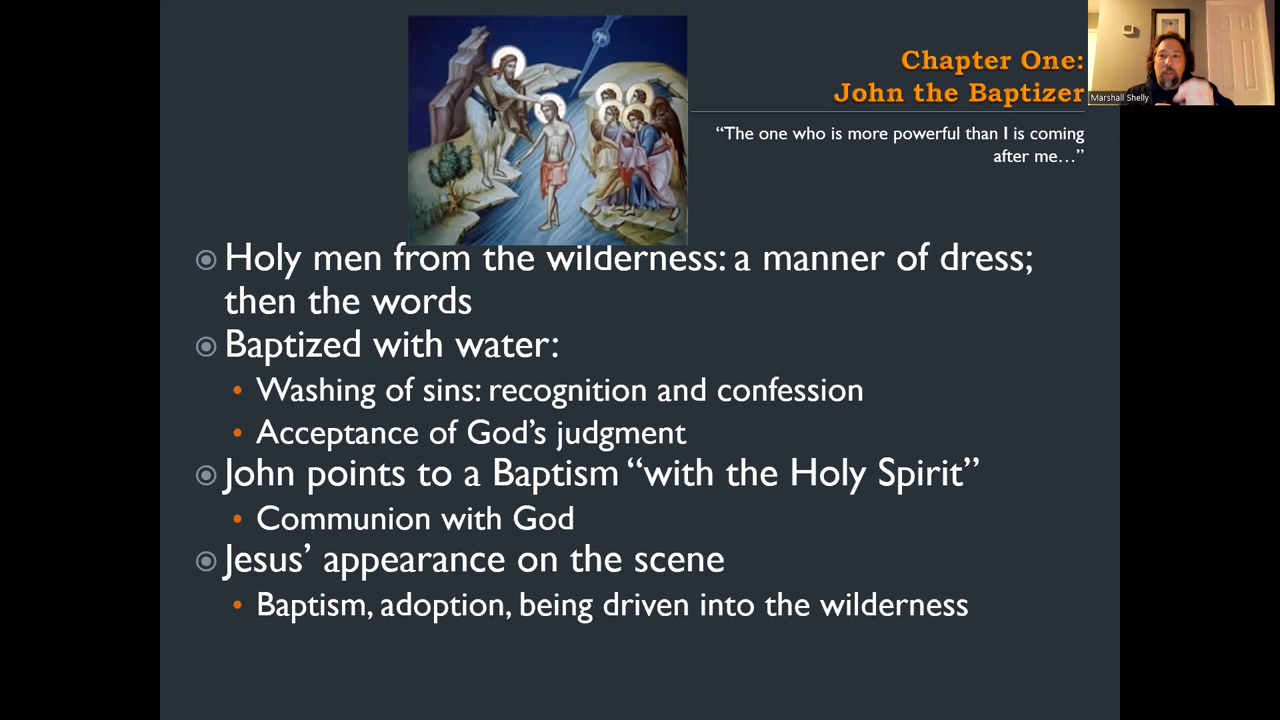 Chapter One:
John the Baptizer
“The one who is more powerful than I is coming
after me…”
Marshall Shelly
Holy men from the wilderness: a manner of dress;
then the words
Baptized with water:
Washing of sins: recognition and confession
Acceptance of God’s judgment
John points to a Baptism “with the Holy Spirit”
Communion with God
Jesus’ appearance on the scene
Baptism, adoption, being driven into the wilderness